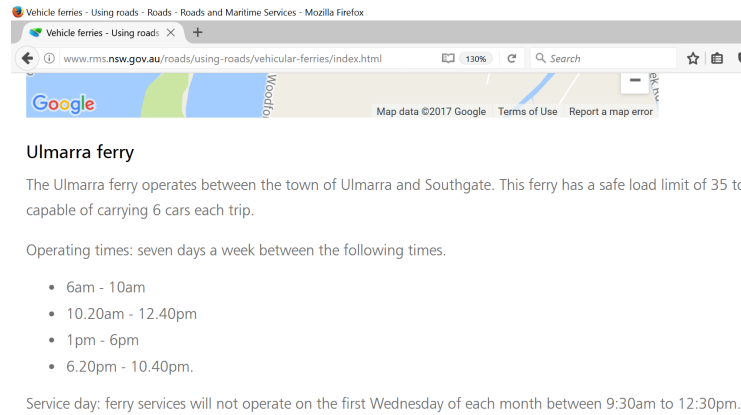 Vehicle ferries - Using roads - Roads - Roads and Maritime Services - Mozilla Firefox
Vehicle ferries - Using roads
www.rms.nsw.gov.au/roads/using-roads/vehicular-ferries/index.html 130% Search
Google
Woodfo
ek Rd
Map data ©2017 Google Terms of Use Report a map error
Ulmarra ferry
The Ulmarra ferry operates between the town of Ulmarra and Southgate. This ferry has a safe load limit of 35 to
capable of carrying 6 cars each trip.
Operating times: seven days a week between the following times.
• 6am - 10am
• 10.20am - 12.40pm
• 1pm - 6pm
• 6.20pm - 10.40pm.
Service day: ferry services will not operate on the first Wednesday of each month between 9:30am to 12:30pm.